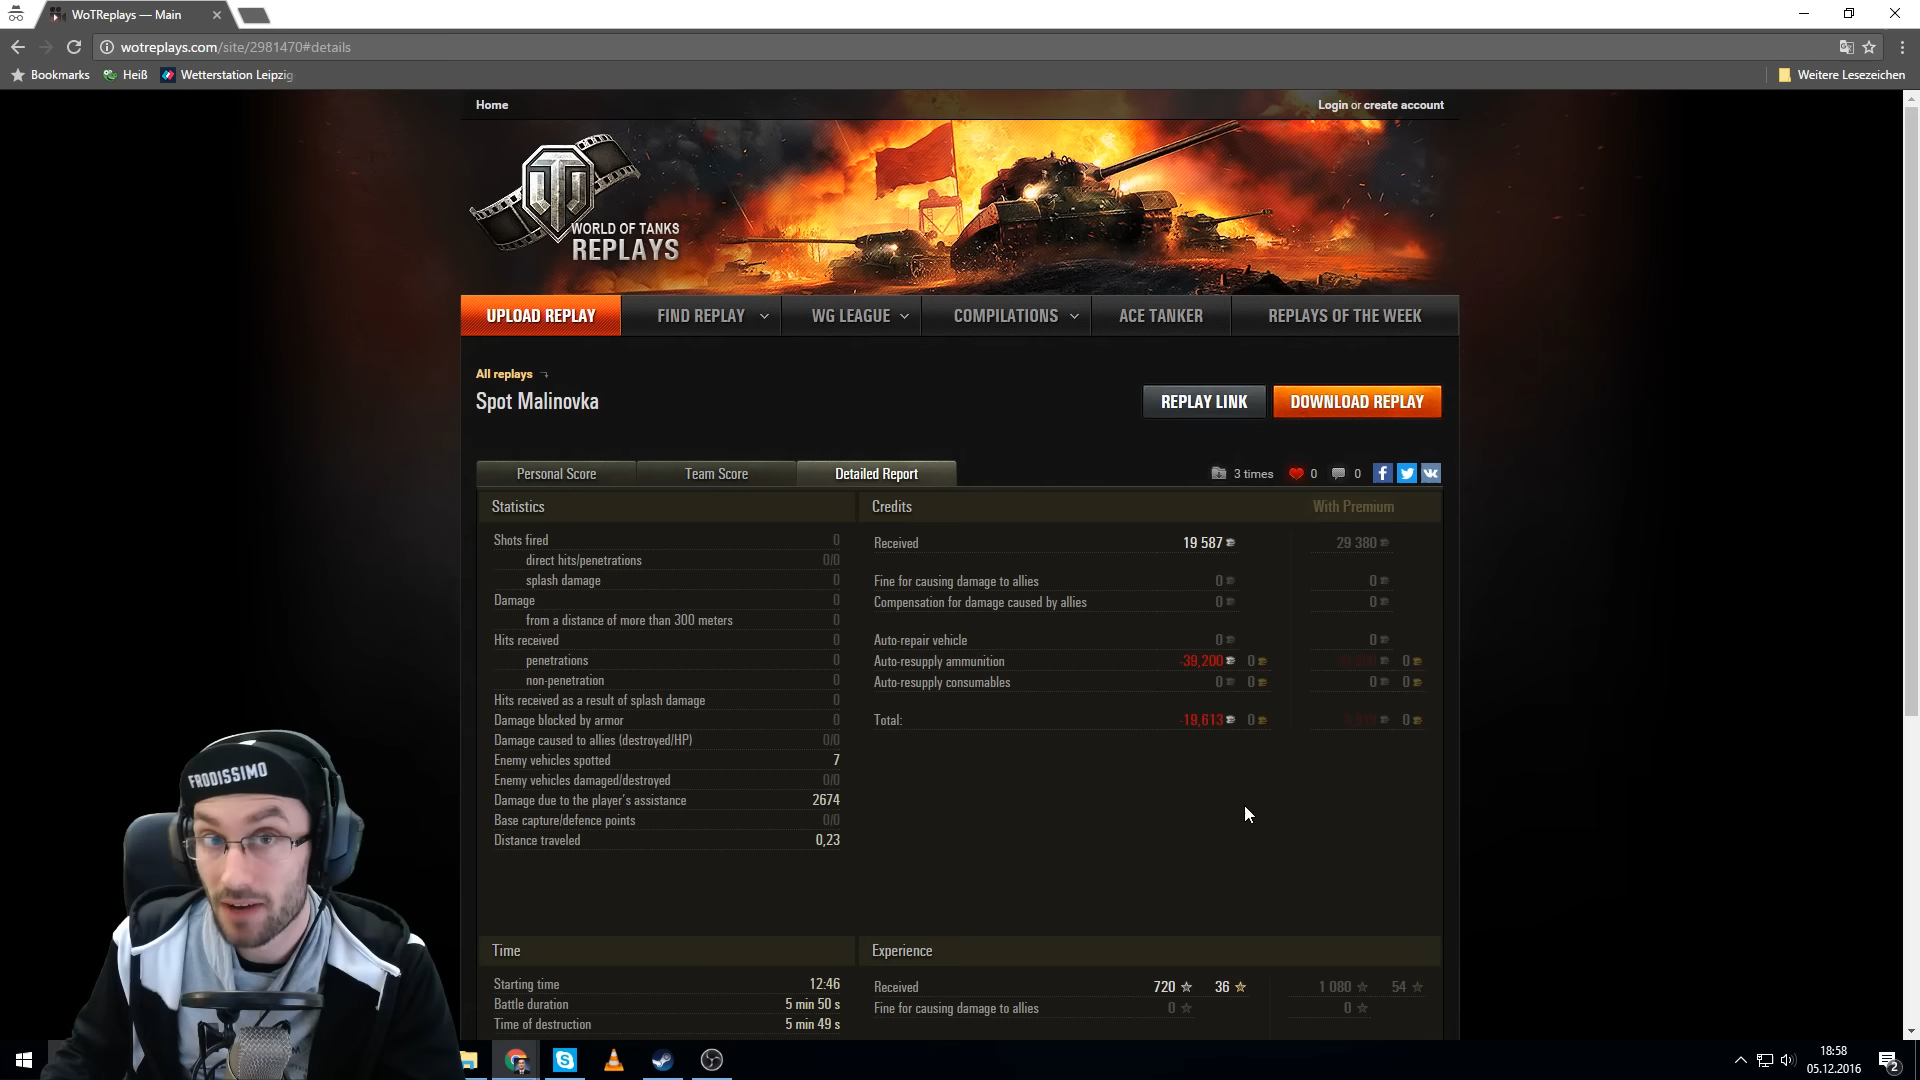 WoTReplays — Main
wotreplays.com/site/2981470#details
Bookmarks Heiß Wetterstation Leipzig Weitere Lesezeichen
Home Login or create account
WORLD OF TANKS
REPLAYS
UPLOAD REPLAY FIND REPLAY WG LEAGUE COMPILATIONS ACE TANKER REPLAYS OF THE WEEK
All replays
Spot Malinovka
REPLAY LINK DOWNLOAD REPLAY
Personal Score Team Score Detailed Report 3 times 0 0
Statistics
Shots fired 0
direct hits/penetrations 0/0
splash damage 0
Damage 0
from a distance of more than 300 meters 0
Hits received 0
penetrations 0
non-penetration 0
Hits received as a result of splash damage 0
Damage blocked by armor 0
Damage caused to allies (destroyed/HP) 0/0
Enemy vehicles spotted 7
Enemy vehicles damaged/destroyed 0/0
Damage due to the player's assistance 2674
Base capture/defence points 0/0
Distance traveled 0,23
Credits With Premium
Received 19 587 29 380
Fine for causing damage to allies 0 0
Compensation for damage caused by allies 0 0
Auto-repair vehicle 0 0
Auto-resupply ammunition -39,200 0 0
Auto-resupply consumables 0 0 0 0
Total: -19,613 0 0
Time
Starting time 12:46
Battle duration 5 min 50 s
Time of destruction 5 min 49 s
Experience
Received 720 36 1 080 54
Fine for causing damage to allies 0 0
FRODISSIMO
18:58
05.12.2016
2